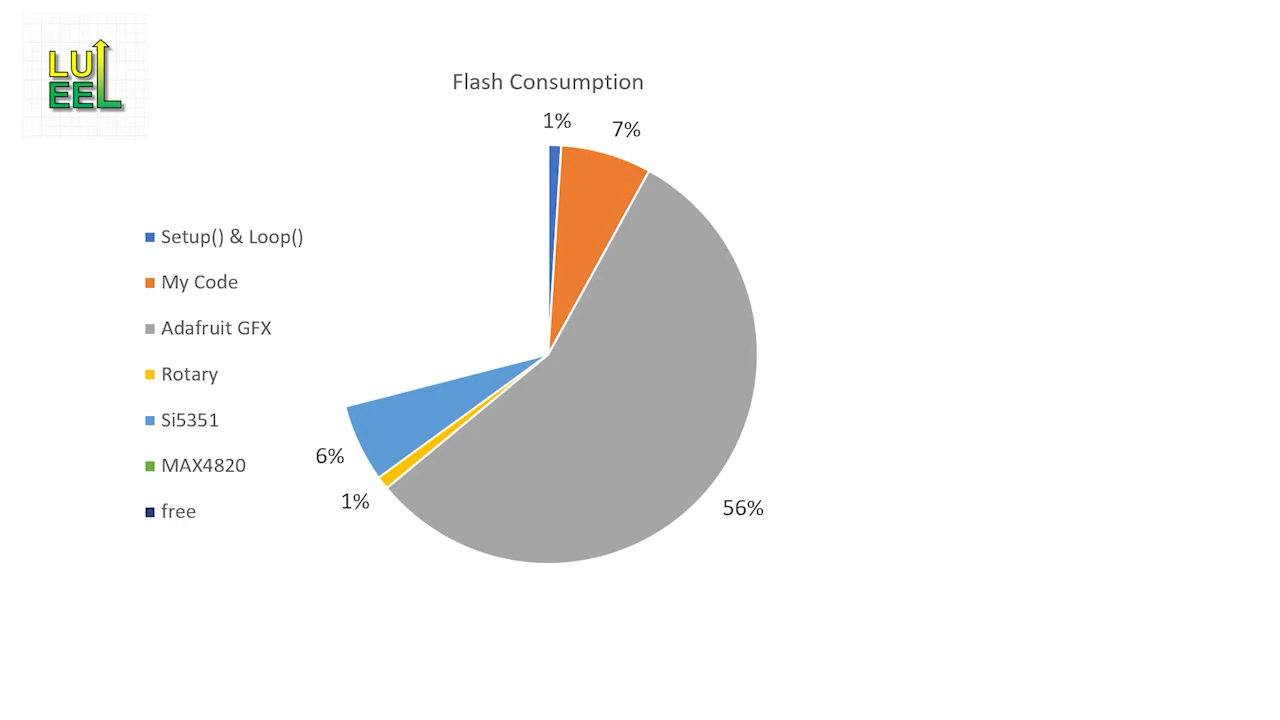 LU
EEL
Flash Consumption
1%
7%
Setup() & Loop()
My Code
Adafruit GFX
Rotary
Si5351
MAX4820
free
6%
1%
56%